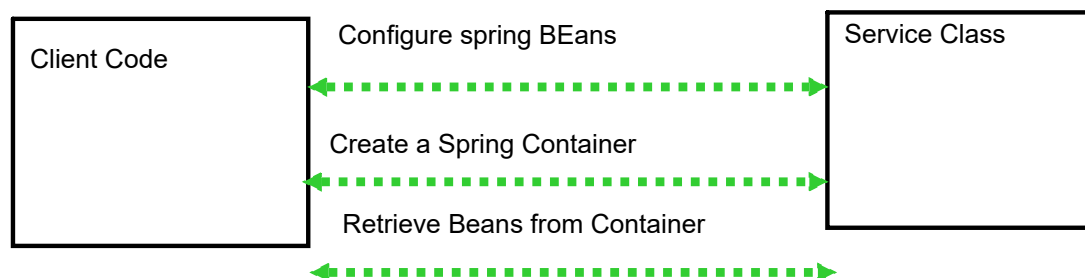 Client Code
Configure spring BEans
Service Class
Create a Spring Container
Retrieve Beans from Container